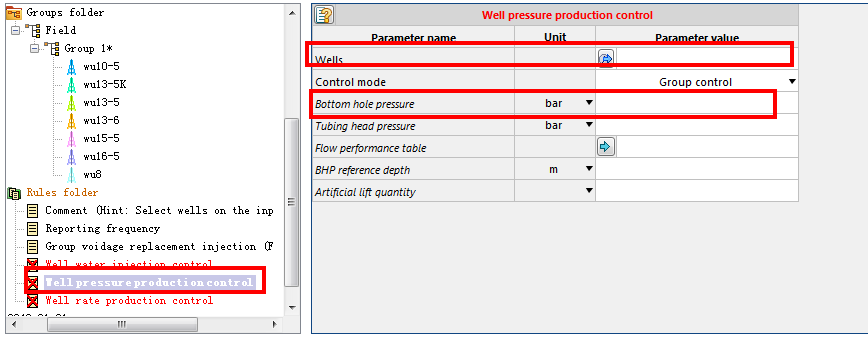 Groups folder
Field
Group 1*
wu10-5
wu13-5K
wu13-5
wu13-6
wu15-5
wu16-5
wu8
Rules folder
Comment (Hint: Select wells on the inp
Reporting frequency
Group voidage replacement injection (F
Well water injection control
Well pressure production control
Well rate production control
Well pressure production control
Parameter name Unit Parameter value
Wells
Control mode Group control
Bottom hole pressure bar
Tubing head pressure bar
Flow performance table
BHP reference depth m
Artificial lift quantity